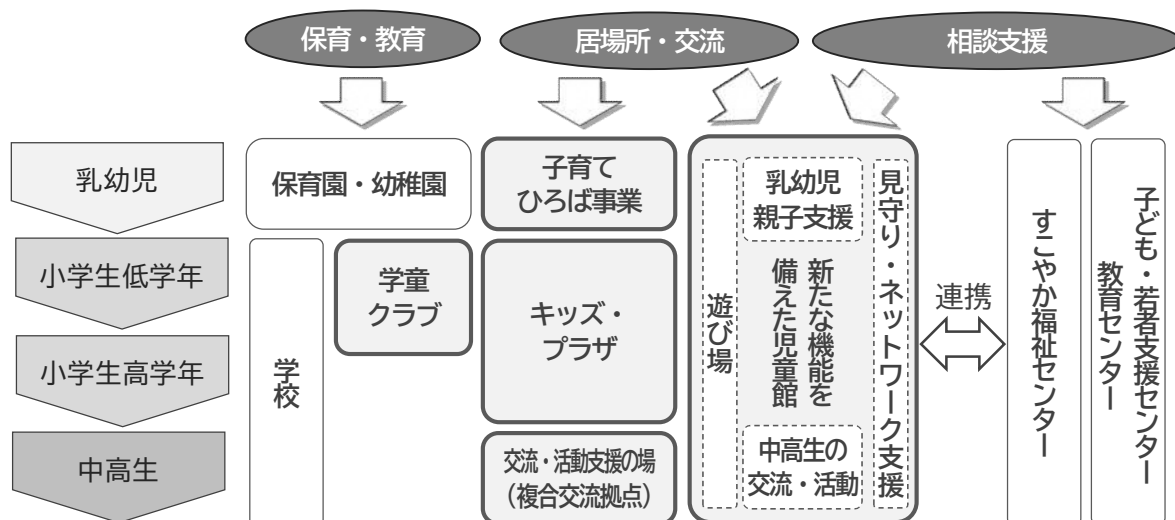 保育・教育
居場所・交流
相談支援
乳幼児
小学生低学年
小学生高学年
中高生
保育園・幼稚園
学校
学童
クラブ
子育て
ひろば事業
キッズ・
プラザ
交流・活動支援の場
（複合交流拠点）
遊び場
乳幼児
親子支援
新たな機能を
備えた児童館
中高生の
交流・活動
見守り・ネットワーク支援
連携
すこやか福祉センター
子ども・若者支援センター
教育センター